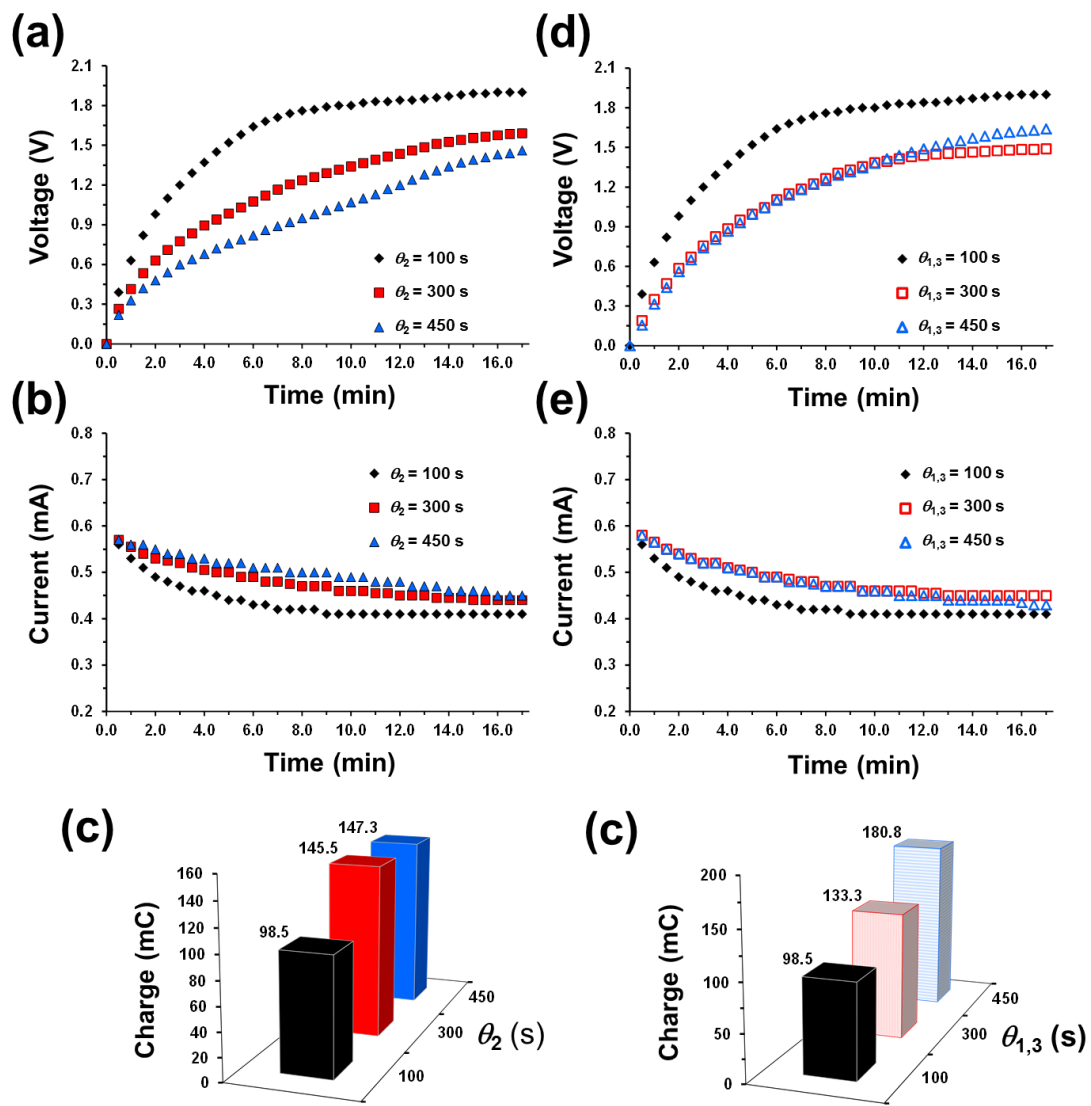 (a)
Voltage (V)
2.1
1.8
1.5
1.2
0.9
0.6
0.3
0.0
θ2 = 100 s
θ2 = 300 s
θ2 = 450 s
0.0 2.0 4.0 6.0 8.0 10.0 12.0 14.0 16.0
Time (min)
(d)
Voltage (V)
2.1
1.8
1.5
1.2
0.9
0.6
0.3
0.0
θ1,3 = 100 s
θ1,3 = 300 s
θ1,3 = 450 s
0.0 2.0 4.0 6.0 8.0 10.0 12.0 14.0 16.0
Time (min)
(b)
Current (mA)
0.8
0.7
0.6
0.5
0.4
0.3
0.2
θ2 = 100 s
θ2 = 300 s
θ2 = 450 s
0.0 2.0 4.0 6.0 8.0 10.0 12.0 14.0 16.0
Time (min)
(e)
Current (mA)
0.8
0.7
0.6
0.5
0.4
0.3
0.2
θ1,3 = 100 s
θ1,3 = 300 s
θ1,3 = 450 s
0.0 2.0 4.0 6.0 8.0 10.0 12.0 14.0 16.0
Time (min)
(c)
Charge (mC)
160
140
120
100
80
60
40
20
0
98.5
145.5
147.3
100
300
450
θ2 (s)
(c)
Charge (mC)
200
150
100
50
0
98.5
133.3
180.8
100
300
450
θ1,3 (s)